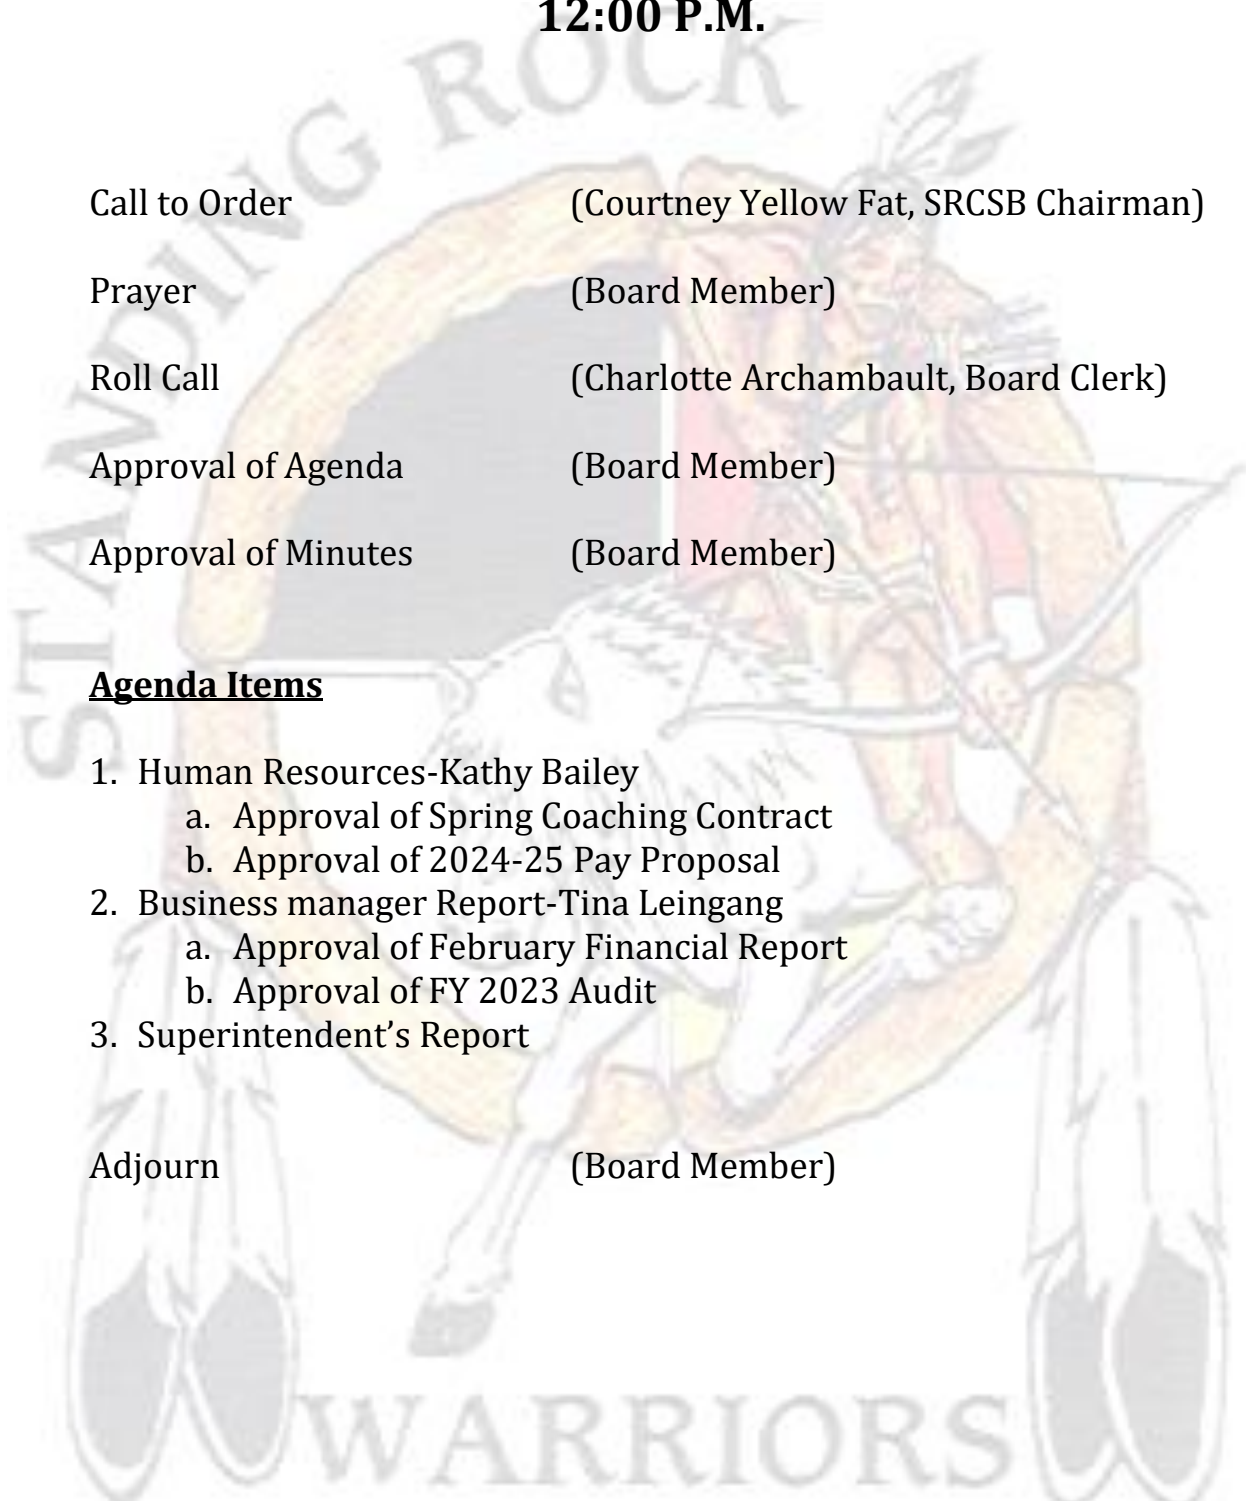 12:00 P.M.
STANDING ROCK
Call to Order (Courtney Yellow Fat, SRCSB Chairman)
Prayer (Board Member)
Roll Call (Charlotte Archambault, Board Clerk)
Approval of Agenda (Board Member)
Approval of Minutes (Board Member)
Agenda Items
1. Human Resources-Kathy Bailey
a. Approval of Spring Coaching Contract
b. Approval of 2024-25 Pay Proposal
2. Business manager Report-Tina Leingang
a. Approval of February Financial Report
b. Approval of FY 2023 Audit
3. Superintendent’s Report
Adjourn (Board Member)
WARRIORS